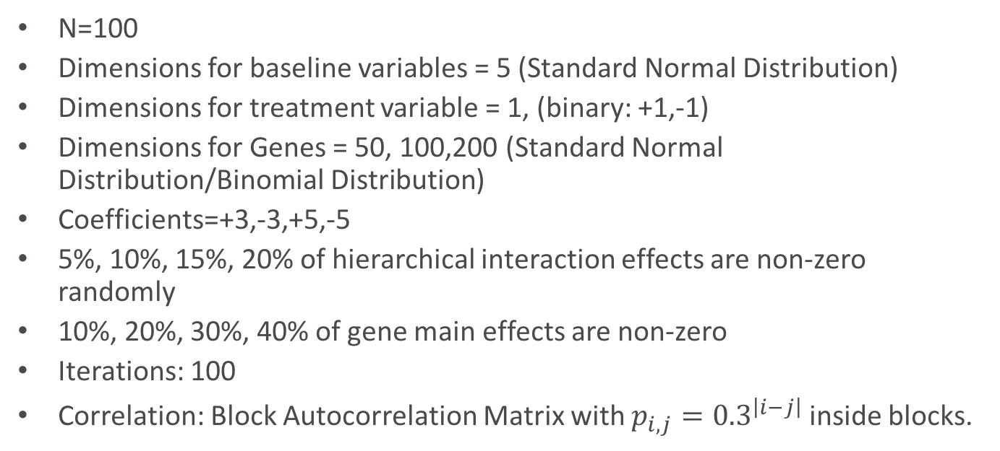 • N=100
• Dimensions for baseline variables = 5 (Standard Normal Distribution)
• Dimensions for treatment variable = 1, (binary: +1,-1)
• Dimensions for Genes = 50, 100,200 (Standard Normal
Distribution/Binomial Distribution)
• Coefficients=+3,-3,+5,-5
• 5%, 10%, 15%, 20% of hierarchical interaction effects are non-zero
randomly
• 10%, 20%, 30%, 40% of gene main effects are non-zero
• Iterations: 100
• Correlation: Block Autocorrelation Matrix with $p_{i,j} = 0.3^{|i-j|}$ inside blocks.